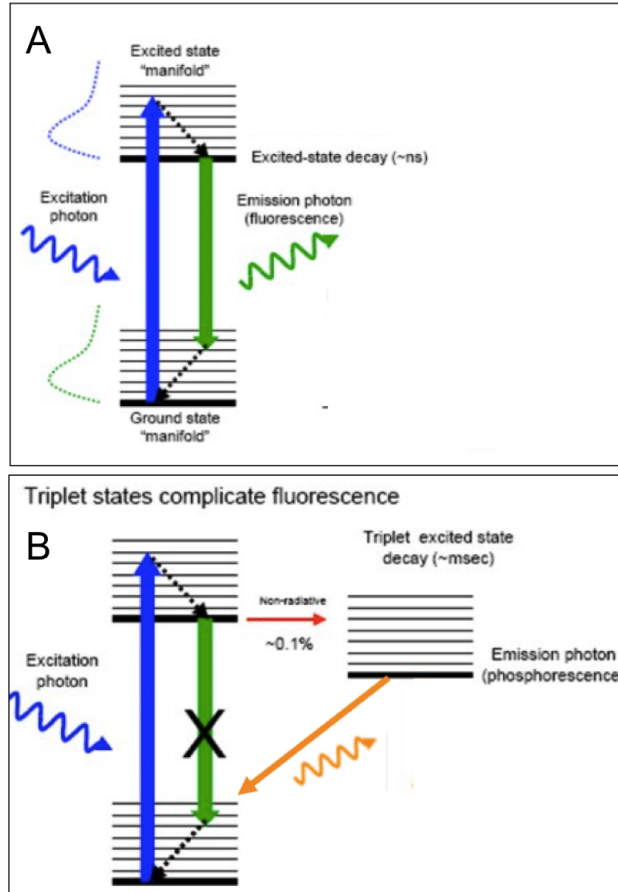 A
Excited state
“manifold”
Excited-state decay (~ns)
Excitation
photon
Emission photon
(fluorescence)
Ground state
“manifold”
Triplet states complicate fluorescence
B
Triplet excited state
decay (~msec)
Non-radiative
~0.1%
Excitation
photon
Emission photon
(phosphorescence
X